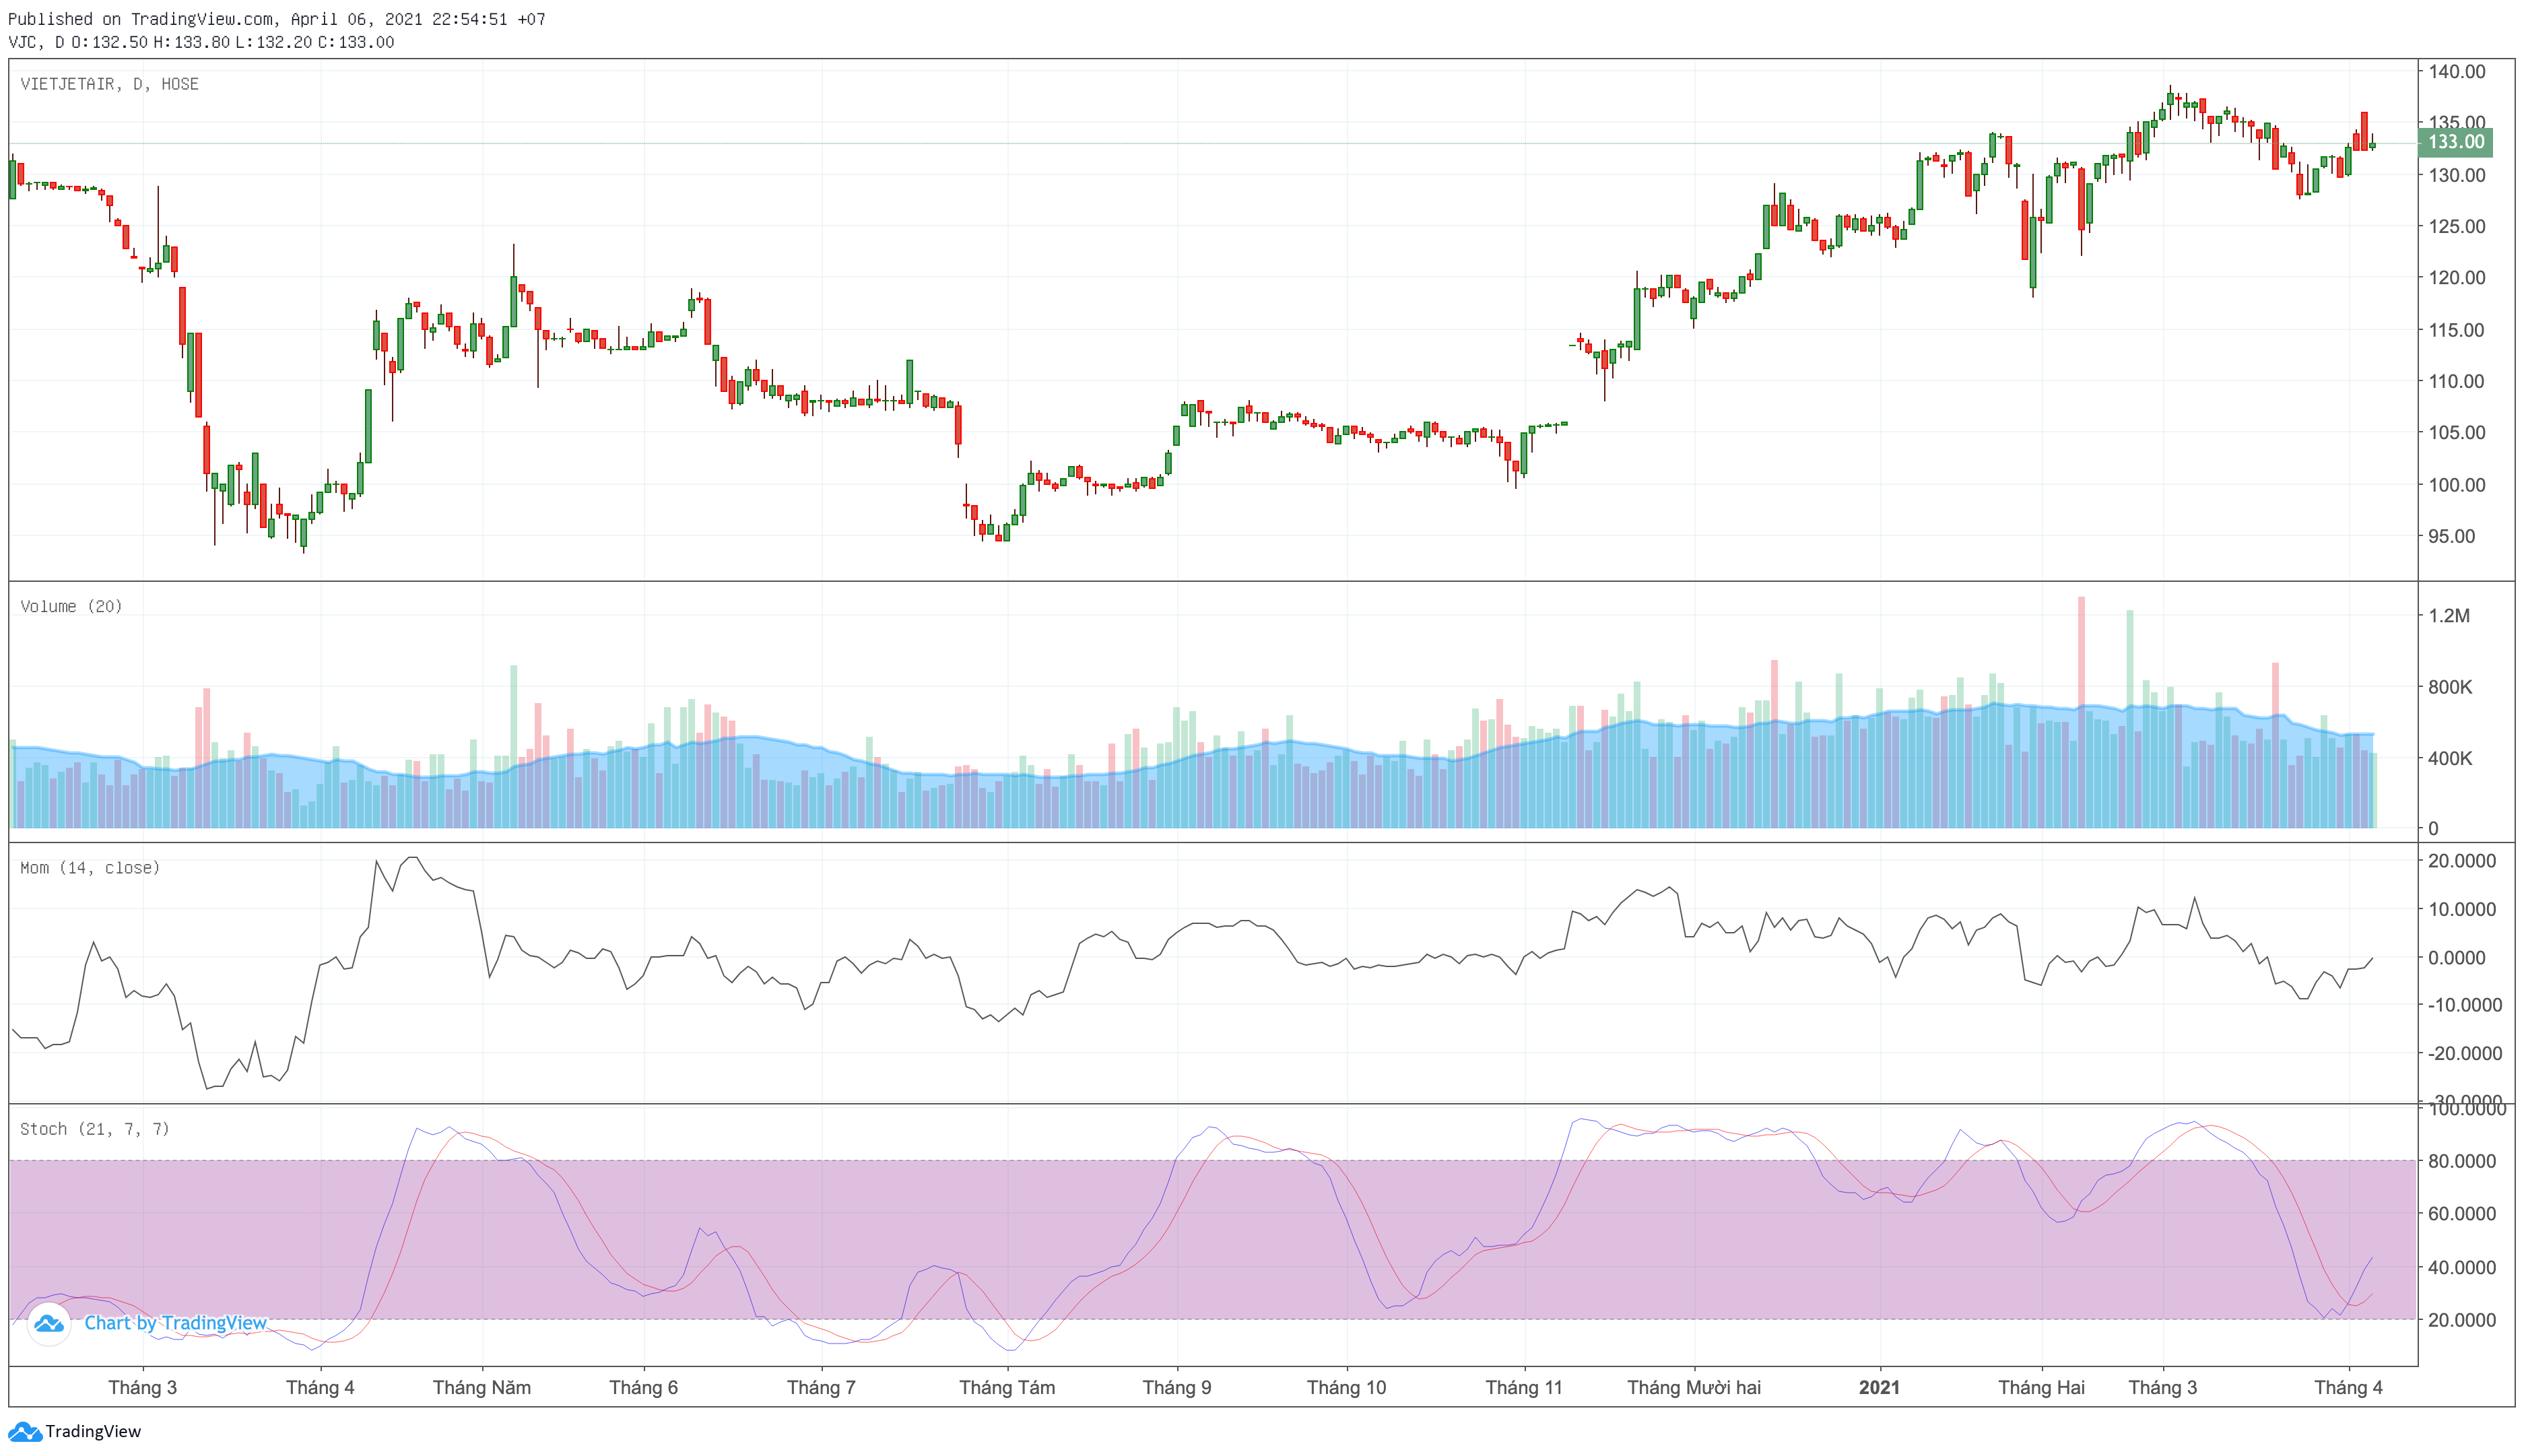 Published on TradingView.com, April 06, 2021 22:54:51 +07
VJC, D O:132.50 H:133.80 L:132.20 C:133.00
VIETJETAIR, D, HOSE
140.00
135.00
133.00
130.00
125.00
120.00
115.00
110.00
105.00
100.00
95.00
Volume (20)
1.2M
800K
400K
0
Mom (14, close)
20.0000
10.0000
0.0000
-10.0000
-20.0000
-30.0000
Stoch (21, 7, 7)
100.0000
80.0000
60.0000
40.0000
20.0000
Chart by TradingView
Tháng 3 Tháng 4 Tháng Năm Tháng 6 Tháng 7 Tháng Tám Tháng 9 Tháng 10 Tháng 11 Tháng Mười hai 2021 Tháng Hai Tháng 3 Tháng 4
TradingView